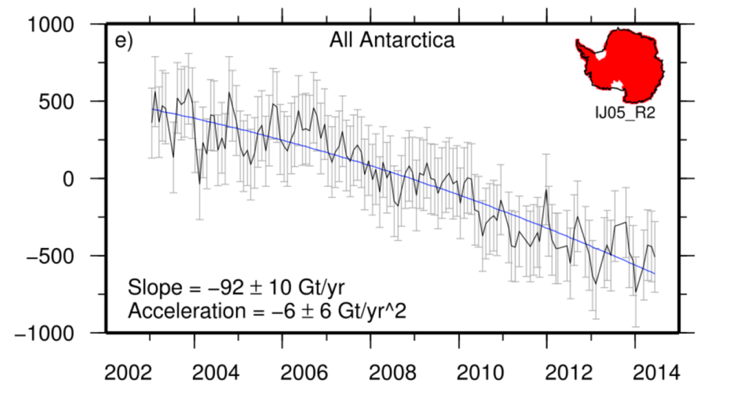 1000
e)
All Antarctica
IJ05_R2
500
0
−500
−1000
Slope = −92 ± 10 Gt/yr
Acceleration = −6 ± 6 Gt/yr^2
2002 2004 2006 2008 2010 2012 2014